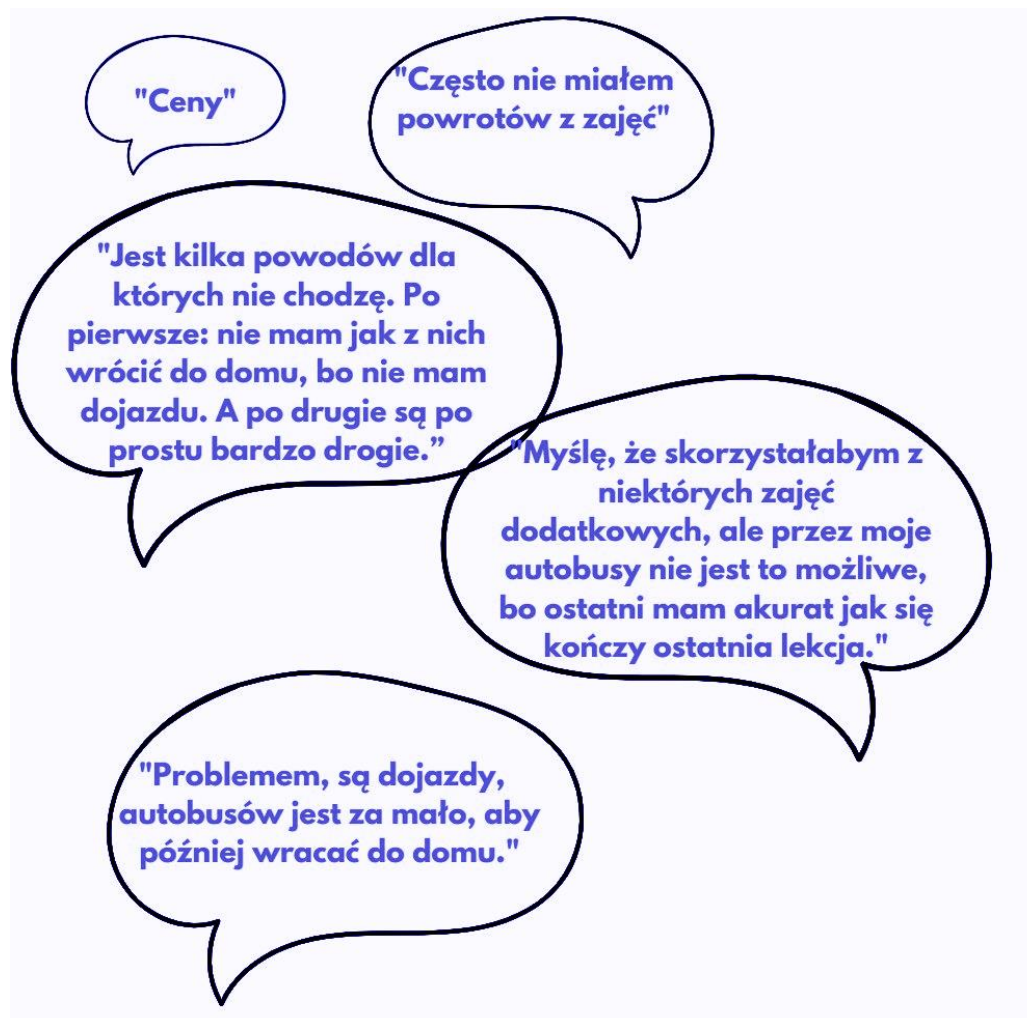 "Ceny"
"Często nie miałem
powrotów z zajęć"
"Jest kilka powodów dla
których nie chodzę. Po
pierwsze: nie mam jak z nich
wrócić do domu, bo nie mam
dojazdu. A po drugie są po
prostu bardzo drogie.”
"Myślę, że skorzystałabym z
niektórych zajęć
dodatkowych, ale przez moje
autobusy nie jest to możliwe,
bo ostatni mam akurat jak się
kończy ostatnia lekcja."
"Problemem, są dojazdy,
autobusów jest za mało, aby
później wracać do domu."